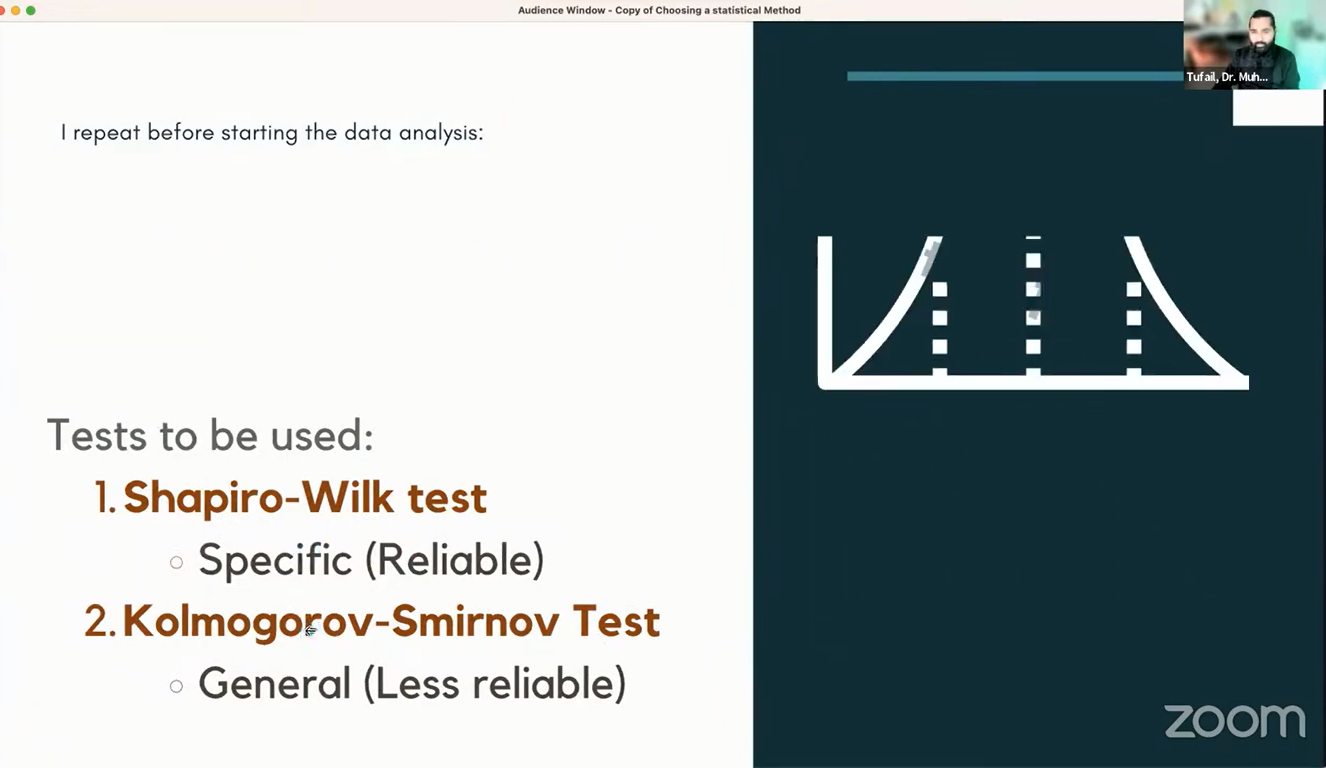 Audience Window - Copy of Choosing a statistical Method
Tufail, Dr. Muh...
I repeat before starting the data analysis:
Tests to be used:
1. Shapiro-Wilk test
Specific (Reliable)
2. Kolmogorov-Smirnov Test
General (Less reliable)
zoom